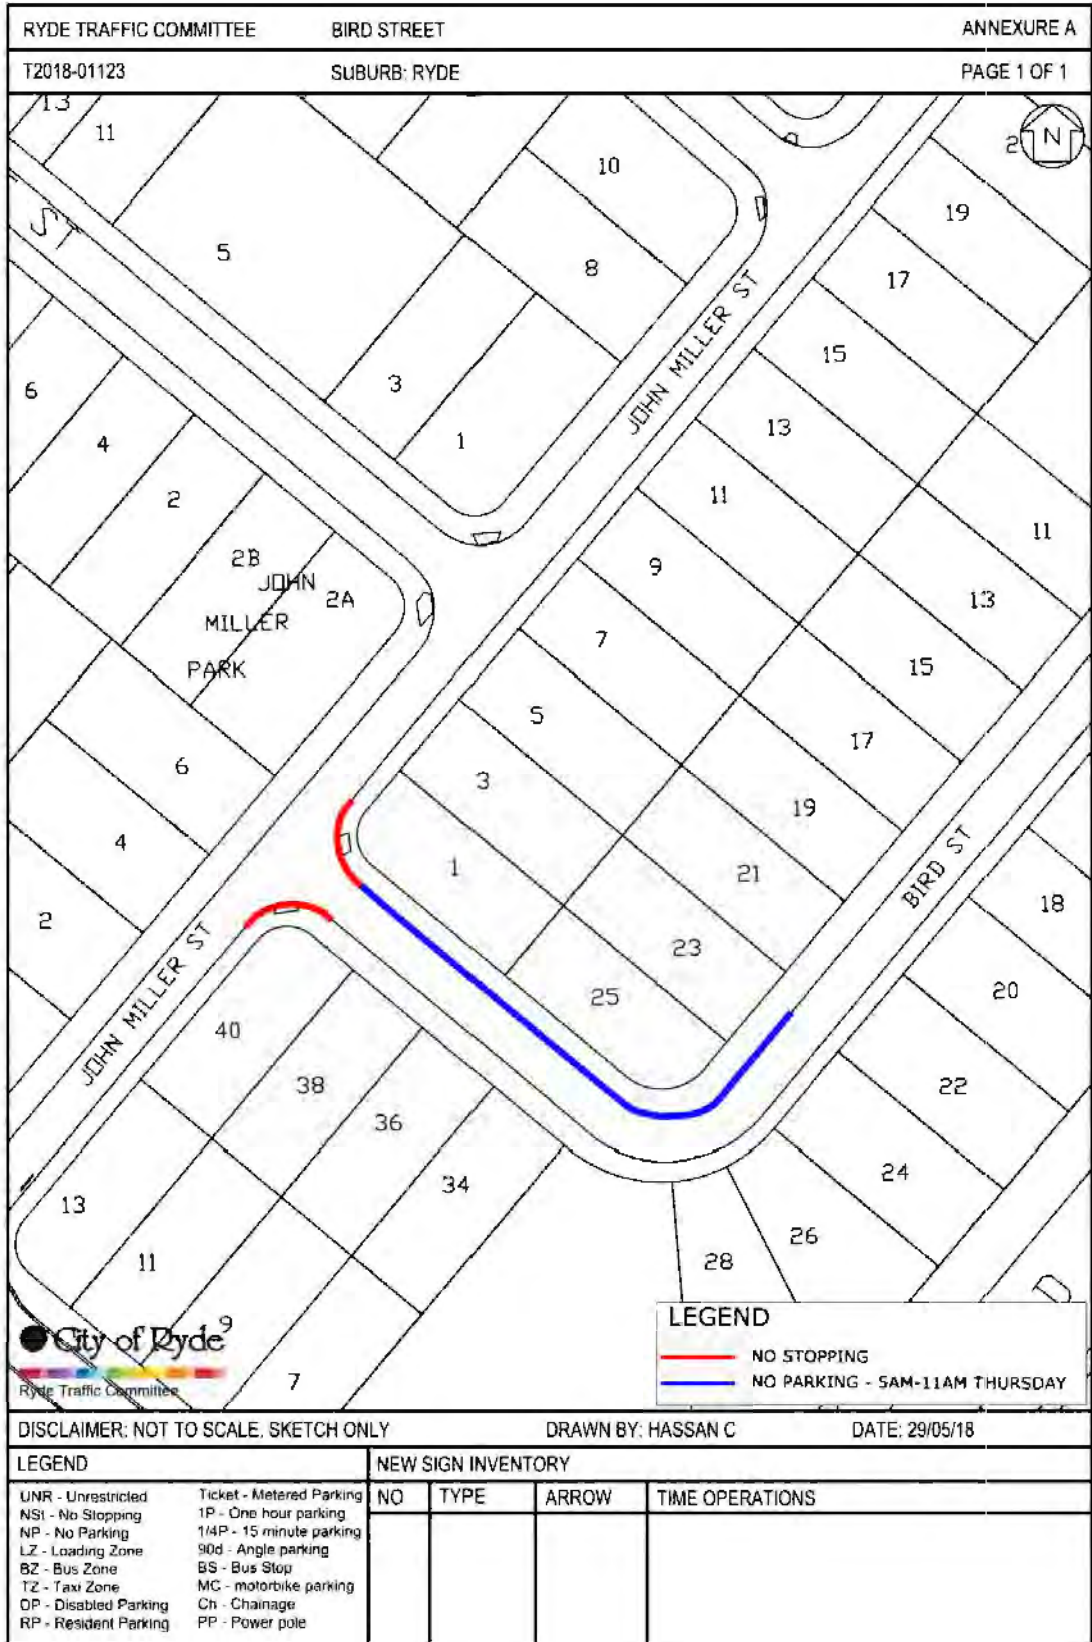 RYDE TRAFFIC COMMITTEE BIRD STREET ANNEXURE A
T2018-01123 SUBURB: RYDE PAGE 1 OF 1
13
11
10
2
N
19
ST
5
8
17
JOHN MILLER ST
15
6
3
13
4
1
11
2
11
2B
9
JOHN
2A
13
MILLER
7
PARK
15
5
17
6
3
19
4
1
21
BIRD ST
18
2
23
JOHN MILLER ST
25
20
40
38
22
36
34
24
13
26
11
28
D
9
7
City of Ryde
Ryde Traffic Committee
LEGEND
NO STOPPING
NO PARKING - 5AM-11AM THURSDAY
DISCLAIMER: NOT TO SCALE, SKETCH ONLY DRAWN BY: HASSAN C DATE: 29/05/18
LEGEND
UNR - Unrestricted Ticket - Metered Parking
NSt - No Stopping 1P - One hour parking
NP - No Parking 1/4P - 15 minute parking
LZ - Loading Zone 90d - Angle parking
BZ - Bus Zone BS - Bus Stop
TZ - Taxi Zone MC - motorbike parking
DP - Disabled Parking Ch - Chainage
RP - Resident Parking PP - Power pole
NEW SIGN INVENTORY
NO TYPE ARROW TIME OPERATIONS